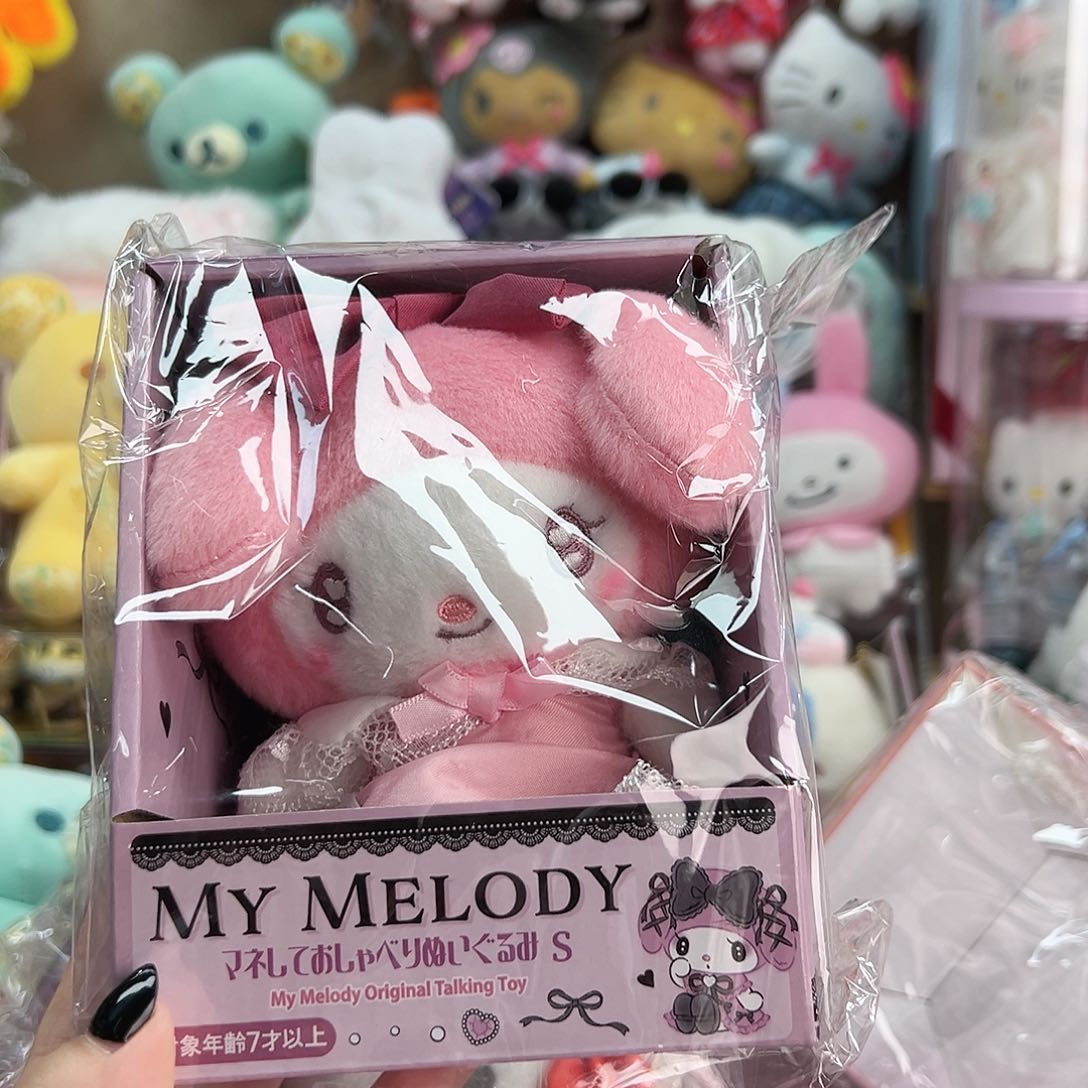 MY MELODY
マネしておしゃべりぬいぐるみ S
My Melody Original Talking Toy
対象年齢7才以上